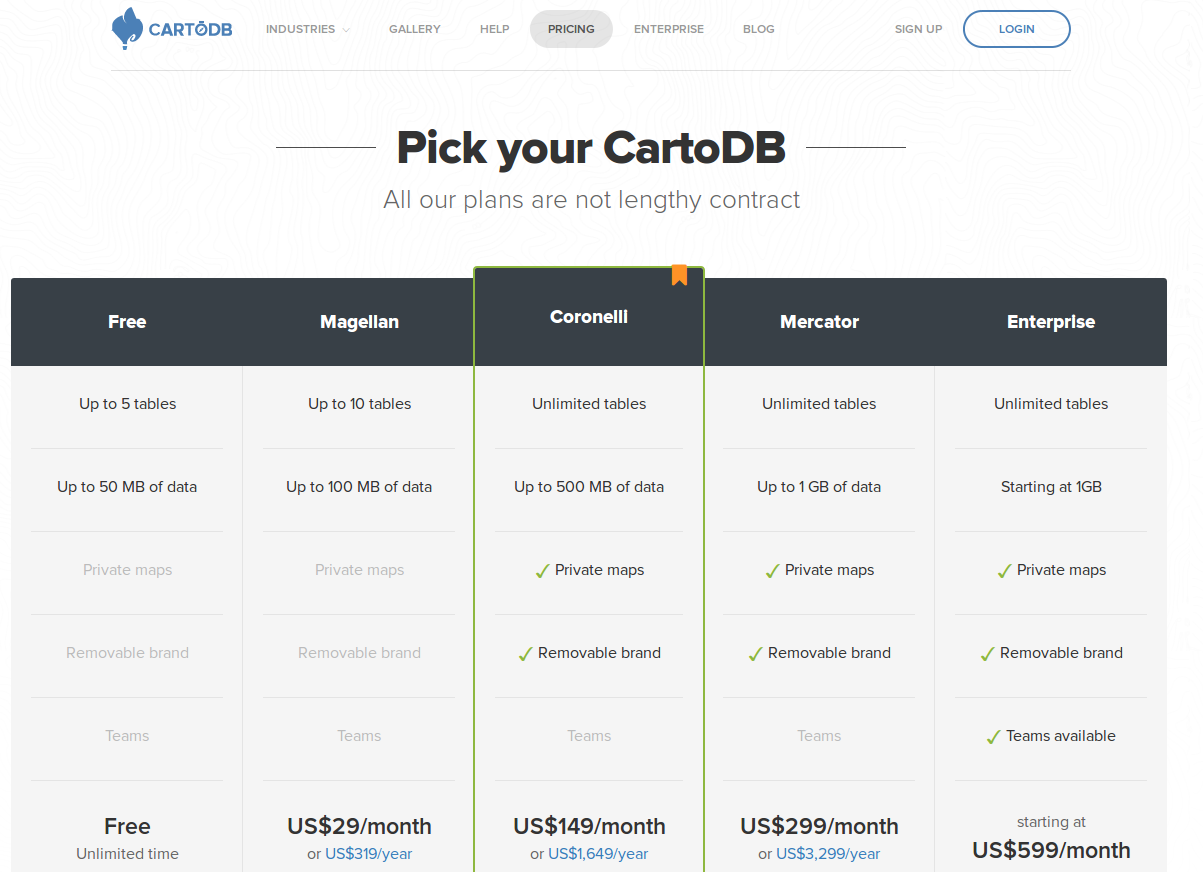 CARTODB INDUSTRIES GALLERY HELP PRICING ENTERPRISE BLOG SIGN UP LOGIN
Pick your CartoDB
All our plans are not lengthy contract
Free Magellan Coronelli Mercator Enterprise
Up to 5 tables Up to 10 tables Unlimited tables Unlimited tables Unlimited tables
Up to 50 MB of data Up to 100 MB of data Up to 500 MB of data Up to 1 GB of data Starting at 1GB
Private maps Private maps ✓ Private maps ✓ Private maps ✓ Private maps
Removable brand Removable brand ✓ Removable brand ✓ Removable brand ✓ Removable brand
Teams Teams Teams Teams ✓ Teams available
Free US$29/month US$149/month US$299/month starting at
Unlimited time or US$319/year or US$1,649/year or US$3,299/year US$599/month